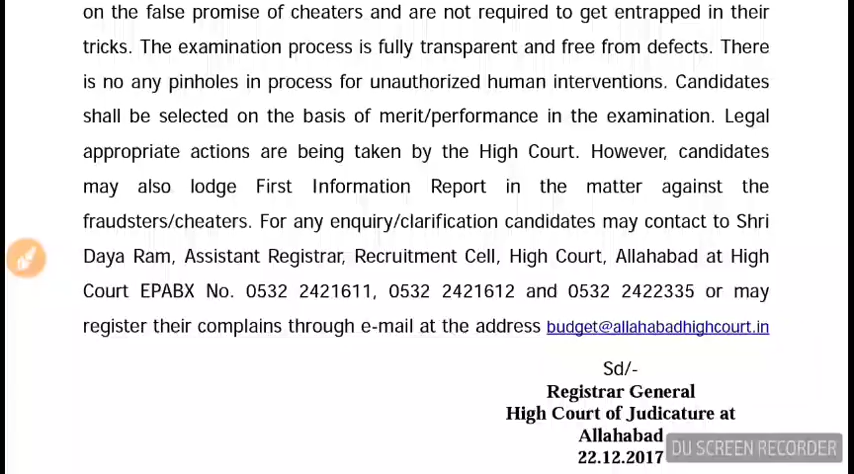 on the false promise of cheaters and are not required to get entrapped in their
tricks. The examination process is fully transparent and free from defects. There
is no any pinholes in process for unauthorized human interventions. Candidates
shall be selected on the basis of merit/performance in the examination. Legal
appropriate actions are being taken by the High Court. However, candidates
may also lodge First Information Report in the matter against the
fraudsters/cheaters. For any enquiry/clarification candidates may contact to Shri
Daya Ram, Assistant Registrar, Recruitment Cell, High Court, Allahabad at High
Court EPABX No. 0532 2421611, 0532 2421612 and 0532 2422335 or may
register their complains through e-mail at the address budget@allahabadhighcourt.in
Sd/-
Registrar General
High Court of Judicature at
Allahabad
22.12.2017
DU SCREEN RECORDER